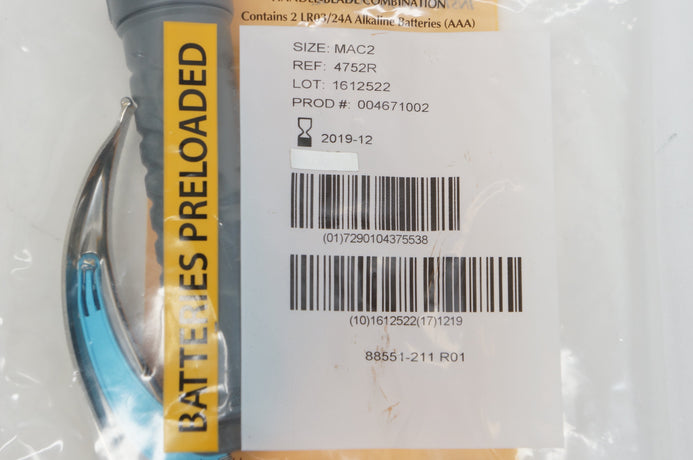 HANDLE-BLADE COMBINATION
Contains 2 LR03/24A Alkaline Batteries (AAA)
BATTERIES PRELOADED
SIZE: MAC2
REF: 4752R
LOT: 1612522
PROD #: 004671002
2019-12
(01)7290104375538
(10)1612522(17)1219
88551-211 R01